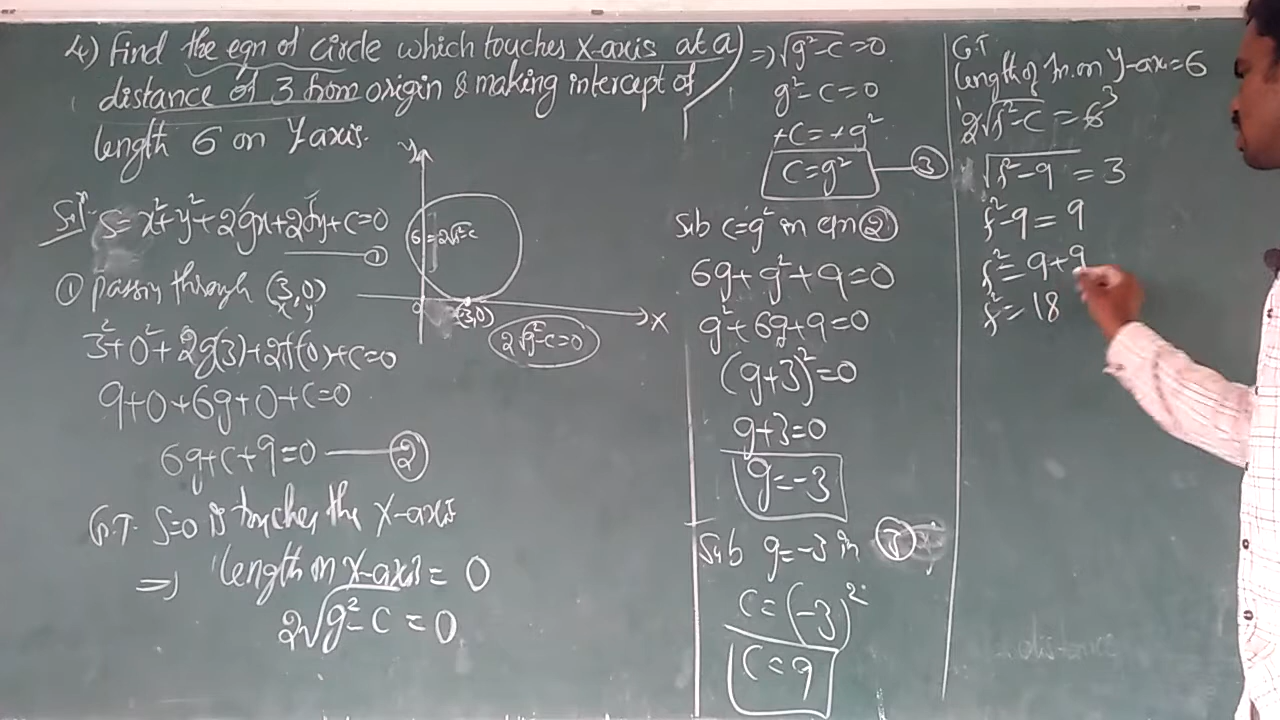 4) Find the eqn of circle which touches X-axis at a
distance of 3 from origin & making intercept of
length 6 on Y axis.
Sol:- S= x²+y²+2gx+2fy+c=0
①
① passin through (3,0)
x y
3²+0²+2g(3)+2f(0)+c=0
9+0+6g+0+c=0
6g+c+9=0 ②
G.T. S=0 is touches the X-axis
=> length on X-axis = 0
2√g²-c = 0
y
6 = 2√f²-c
0
(3,0)
x
2√g²-c=0
=> √g²-c =0
g²-c=0
+c=+g²
c=g² ③
Sub c=g² in eqn ②
6g+g²+9=0
g²+6g+9=0
(g+3)²=0
g+3=0
g=-3
Sub g=-3 in ③
c=(-3)²
c=9
G.T
length of In. on Y-ax=6
2√f²-c = 6 3
√f²-9 = 3
f²-9=9
f²=9+9
f²=18
distance